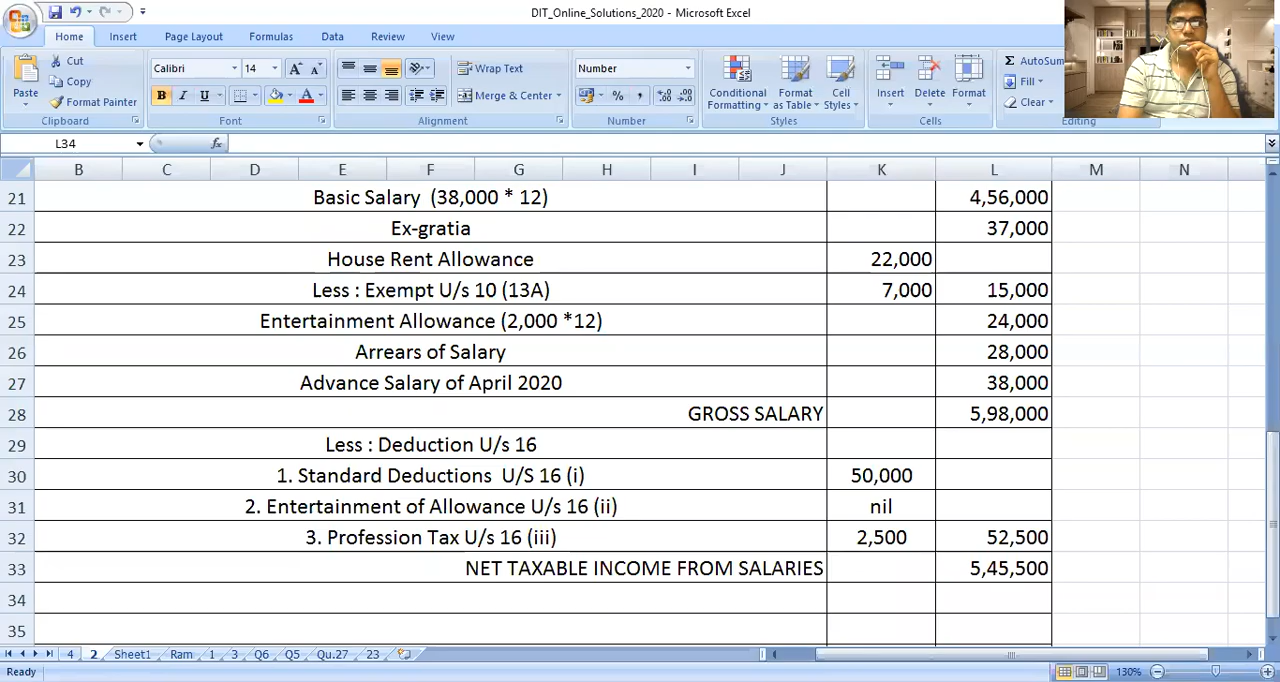 DIT_Online_Solutions_2020 - Microsoft Excel
Home Insert Page Layout Formulas Data Review View
Paste
Cut
Copy
Format Painter
Clipboard
Calibri 14
B I U
Font
Wrap Text
Merge & Center
Alignment
Number
Number
Conditional Formatting
Format as Table
Cell Styles
Styles
Insert Delete Format
Cells
Σ AutoSum
Fill
Clear
Editing
L34 fx
B C D E F G H I J K L M N
21 Basic Salary (38,000 * 12) 4,56,000
22 Ex-gratia 37,000
23 House Rent Allowance 22,000
24 Less : Exempt U/s 10 (13A) 7,000 15,000
25 Entertainment Allowance (2,000 *12) 24,000
26 Arrears of Salary 28,000
27 Advance Salary of April 2020 38,000
28 GROSS SALARY 5,98,000
29 Less : Deduction U/s 16
30 1. Standard Deductions U/S 16 (i) 50,000
31 2. Entertainment of Allowance U/s 16 (ii) nil
32 3. Profession Tax U/s 16 (iii) 2,500 52,500
33 NET TAXABLE INCOME FROM SALARIES 5,45,500
34
35
4 2 Sheet1 Ram 1 3 Q6 Q5 Qu.27 23
Ready 130%